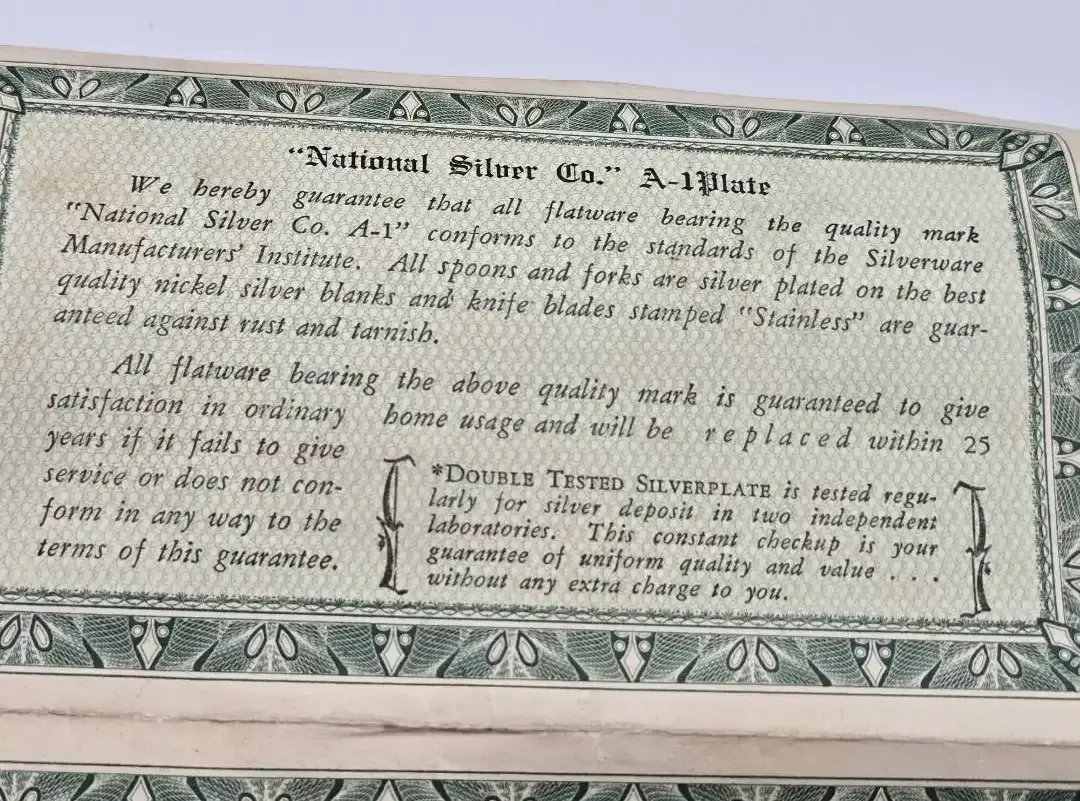 “National Silver Co.” A-1 Plate
We hereby guarantee that all flatware bearing the quality mark
“National Silver Co. A-1” conforms to the standards of the Silverware
Manufacturers' Institute. All spoons and forks are silver plated on the best
quality nickel silver blanks and knife blades stamped “Stainless” are guar-
anteed against rust and tarnish.
All flatware bearing the above quality mark is guaranteed to give
satisfaction in ordinary home usage and will be replaced within 25
years if it fails to give
service or does not con-
form in any way to the
terms of this guarantee.
*DOUBLE TESTED SILVERPLATE is tested regu-
larly for silver deposit in two independent
laboratories. This constant checkup is your
guarantee of uniform quality and value . . .
without any extra charge to you.